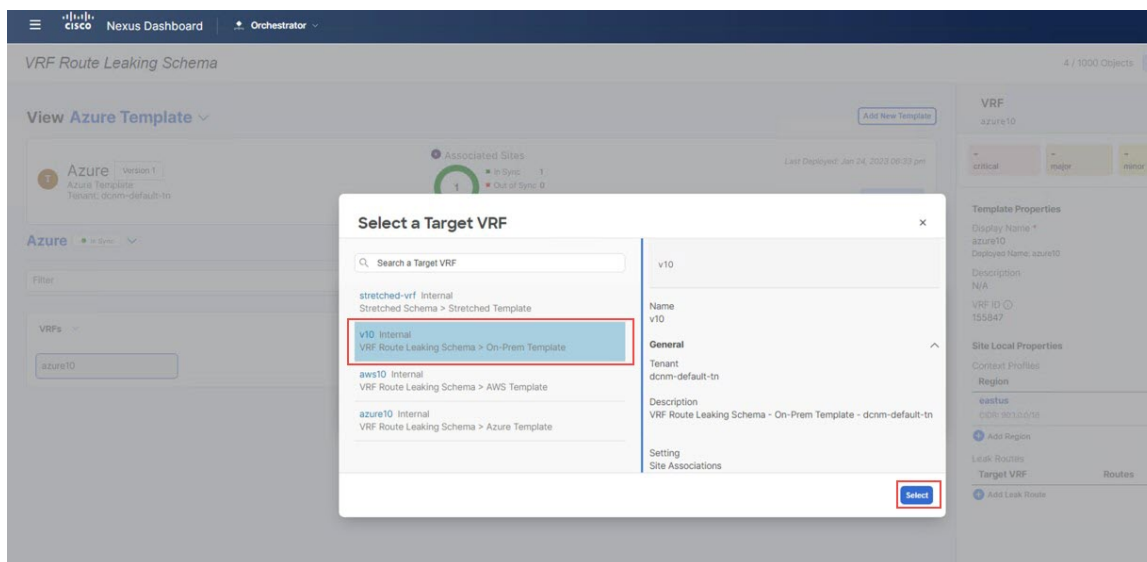 cisco Nexus Dashboard Orchestrator
VRF Route Leaking Schema
4 / 1000 Objects
View Azure Template
Add New Template
Azure Version 1
Azure Template
Tenant: dcnm-default-tn
Associated Sites
1
In Sync 1
Out of Sync 0
Last Deployed: Jan 24, 2023 06:33 pm
Azure In Sync
Filter
VRFs
azure10
Select a Target VRF
Search a Target VRF
stretched-vrf Internal
Stretched Schema > Stretched Template
v10 Internal
VRF Route Leaking Schema > On-Prem Template
aws10 Internal
VRF Route Leaking Schema > AWS Template
azure10 Internal
VRF Route Leaking Schema > Azure Template
v10
Name
v10
General
Tenant
dcnm-default-tn
Description
VRF Route Leaking Schema - On-Prem Template - dcnm-default-tn
Setting
Site Associations
Select
VRF
azure10
critical major minor
Template Properties
Display Name *
azure10
Deployed Name: azure10
Description
N/A
VRF ID
155847
Site Local Properties
Context Profiles
Region
eastus
Add Region
Leak Routes
Target VRF Routes
Add Leak Route